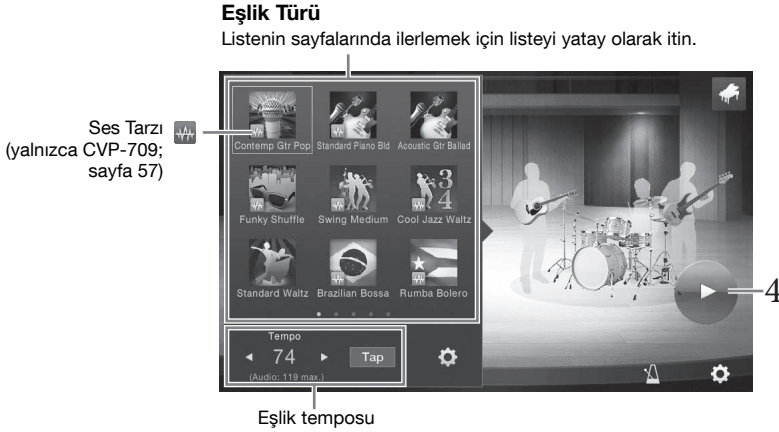 Eşlik Türü
Listenin sayfalarında ilerlemek için listeyi yatay olarak itin.
Ses Tarzı
(yalnızca CVP-709;
sayfa 57)
Contemp Gtr Pop
Standard Piano Bld
Acoustic Gtr Ballad
3
4
Funky Shuffle
Swing Medium
Cool Jazz Waltz
Standard Waltz
Brazilian Bossa
Rumba Bolero
4
Tempo
74
Tap
(Audio: 119 max.)
Eşlik temposu